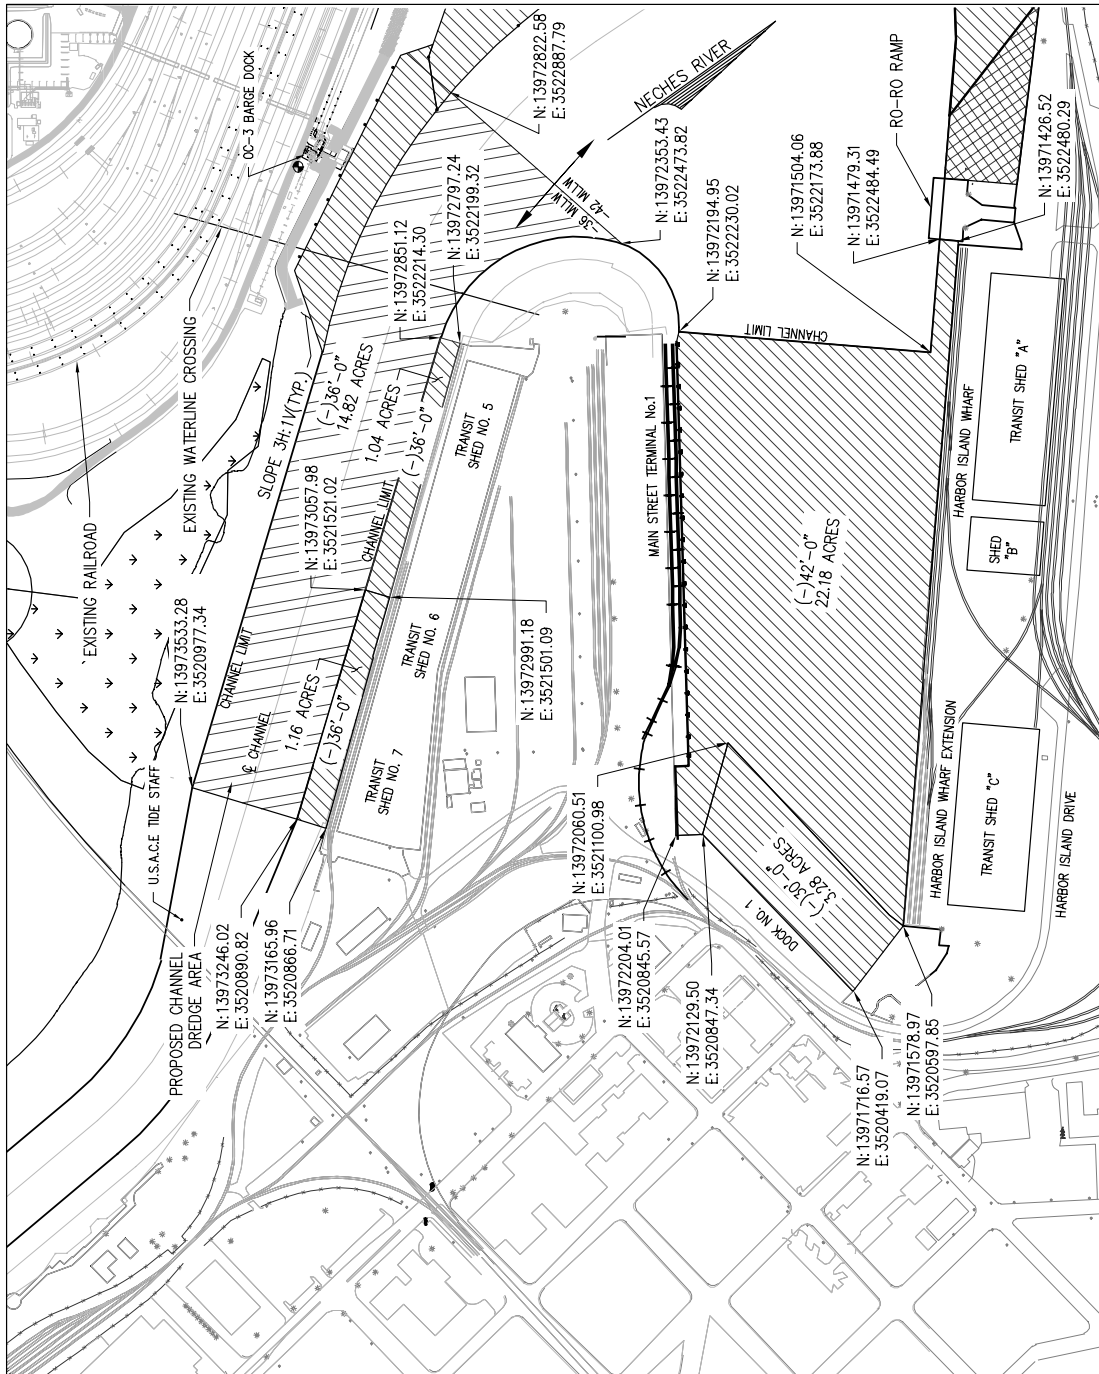 OC-3 BARGE DOCK
EXISTING WATERLINE CROSSING
EXISTING RAILROAD
SLOPE 3H:1V(TYP.)
(-)36'-0"
14.82 ACRES
1.04 ACRES
(-)36'-0"
N:13972822.58
E:3522887.79
NECHES RIVER
-36 MLLW
-42 MLLW
N:13972797.24
E:3522199.32
N:13972851.12
E:3522214.30
N:13972353.43
E:3522473.82
N:13972194.95
E:3522230.02
N:13971504.06
E:3522173.88
N:13971479.31
E:3522484.49
RO-RO RAMP
N:13971426.52
E:3522480.29
CHANNEL LIMIT
TRANSIT
SHED NO. 5
N:13973057.98
E:3521521.02
CHANNEL LIMIT
N:13973533.28
E:3520977.34
CHANNEL LIMIT
U.S.A.C.E TIDE STAFF
℄ CHANNEL
1.16 ACRES
(-)36'-0"
TRANSIT
SHED NO. 6
TRANSIT
SHED NO. 7
N:13972991.18
E:3521501.09
MAIN STREET TERMINAL No.1
(-)42'-0"
22.18 ACRES
HARBOR ISLAND WHARF
TRANSIT SHED "A"
SHED
"B"
HARBOR ISLAND WHARF EXTENSION
TRANSIT SHED "C"
HARBOR ISLAND DRIVE
PROPOSED CHANNEL
DREDGE AREA
N:13973246.02
E:3520890.82
N:13973165.96
E:3520866.71
N:13972060.51
E:3521100.98
(-)30'-0"
3.28 ACRES
DOCK NO. 1
N:13972204.01
E:3520845.57
N:13972129.50
E:3520847.34
N:13971716.57
E:3520419.07
N:13971578.97
E:3520597.85